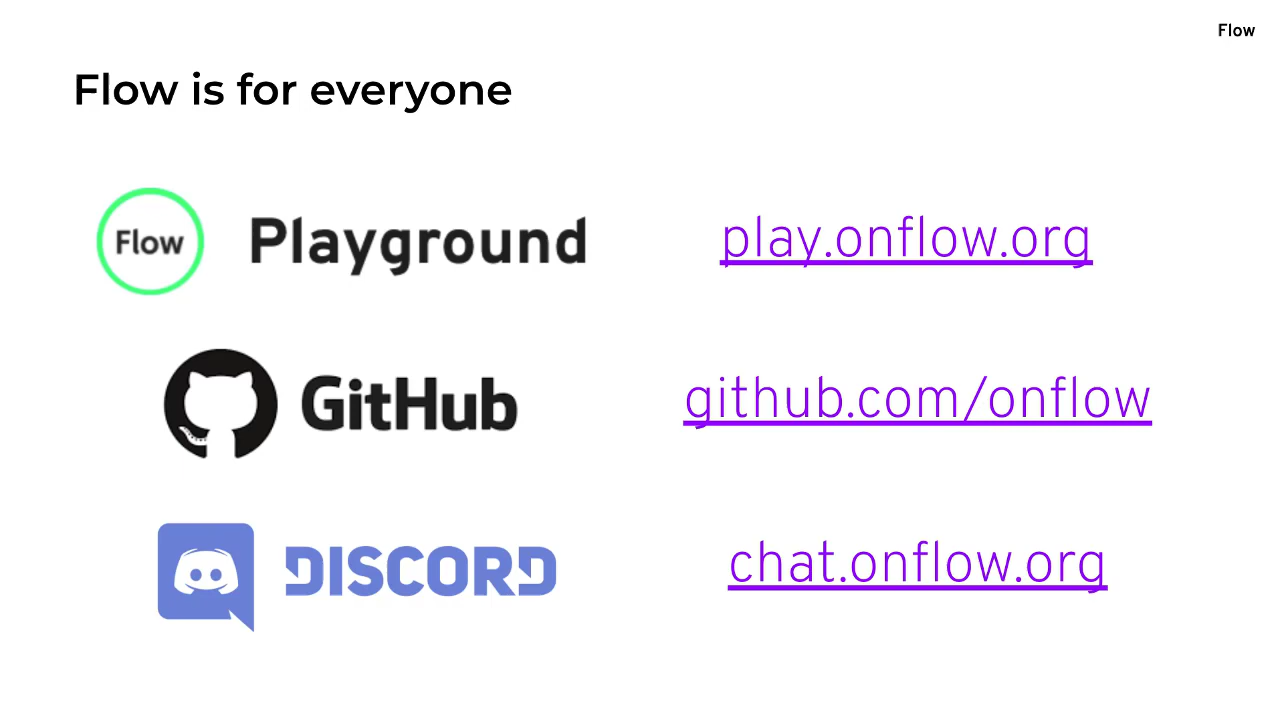 Flow
Flow is for everyone
Flow Playground play.onflow.org
GitHub github.com/onflow
DISCORD chat.onflow.org